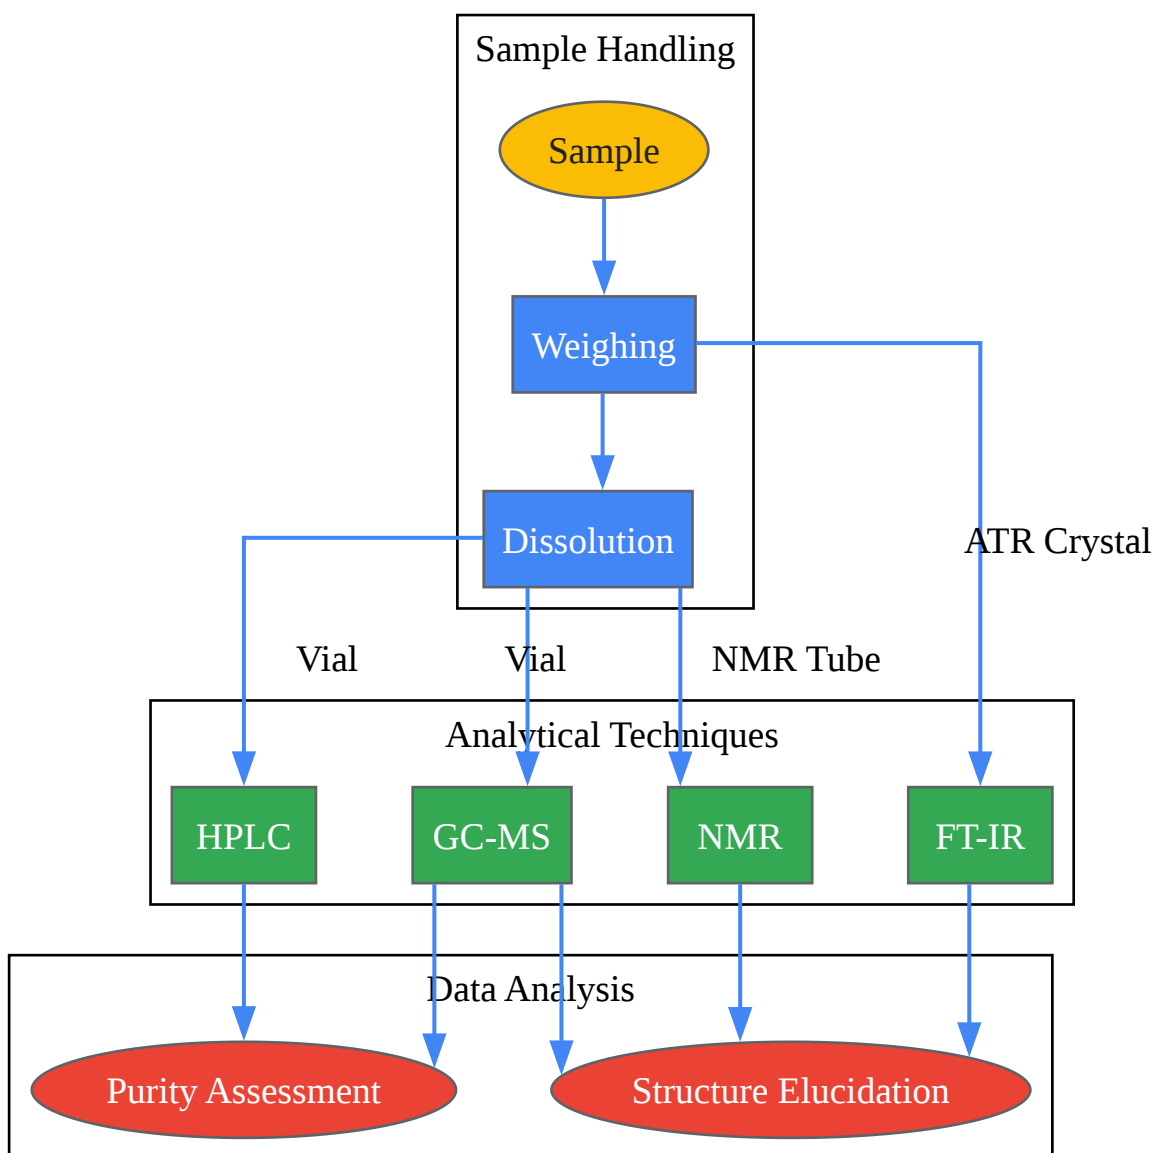 Sample Handling
Sample
Weighing
Dissolution
ATR Crystal
Vial
Vial
NMR Tube
Analytical Techniques
HPLC
GC-MS
NMR
FT-IR
Data Analysis
Purity Assessment
Structure Elucidation